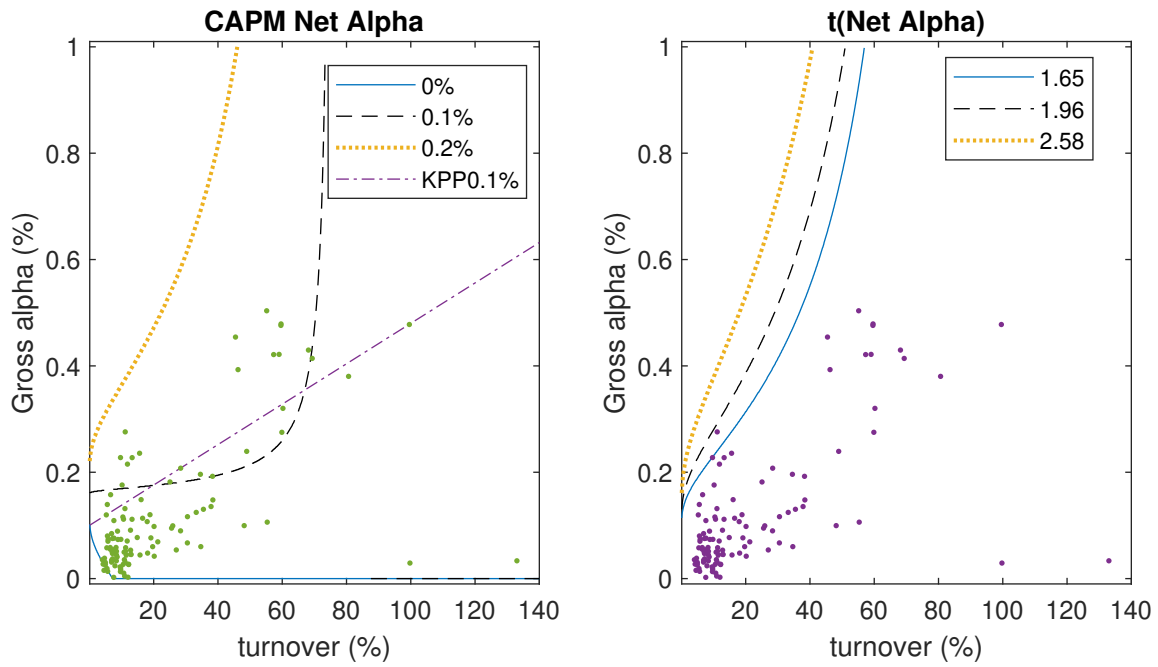 CAPM Net Alpha
1
0.8
0.6
0.4
0.2
0
Gross alpha (%)
20 40 60 80 100 120 140
turnover (%)
0%
0.1%
0.2%
KPP0.1%
t(Net Alpha)
1
0.8
0.6
0.4
0.2
0
Gross alpha (%)
20 40 60 80 100 120 140
turnover (%)
1.65
1.96
2.58